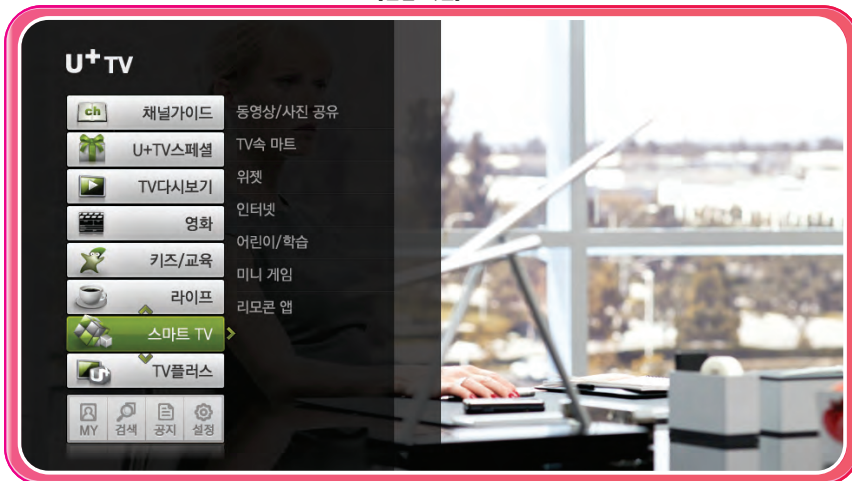 U+TV
채널가이드
U+TV스페셜
TV다시보기
영화
키즈/교육
라이프
스마트 TV
TV플러스
MY 검색 공지 설정
동영상/사진 공유
TV속 마트
위젯
인터넷
어린이/학습
미니 게임
리모콘 앱
ch
U+